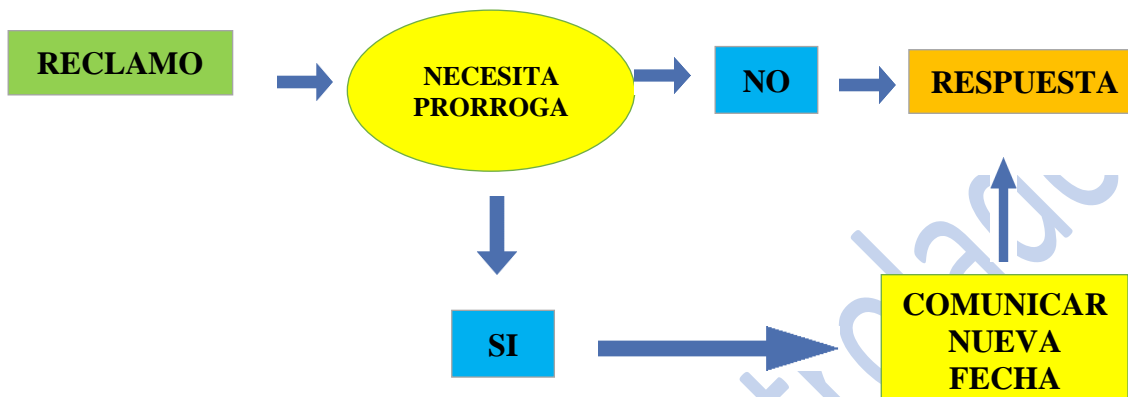 RECLAMO
NECESITA
PRORROGA
NO
RESPUESTA
SI
COMUNICAR
NUEVA
FECHA